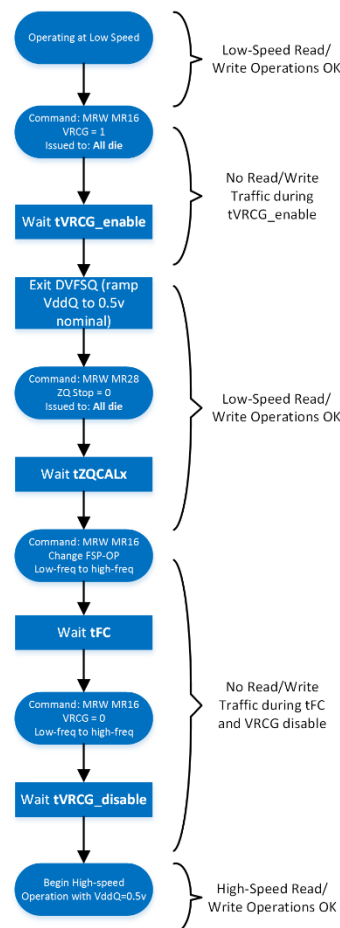 Operating at Low Speed
Low-Speed Read/
Write Operations OK
Command: MRW MR16
VRCG = 1
Issued to: All die
No Read/Write
Traffic during
tVRCG_enable
Wait tVRCG_enable
Exit DVFSQ (ramp
VddQ to 0.5v
nominal)
Command: MRW MR28
ZQ Stop = 0
Issued to: All die
Low-Speed Read/
Write Operations OK
Wait tZQCALx
Command: MRW MR16
Change FSP-OP
Low-freq to high-freq
Wait tFC
Command: MRW MR16
VRCG = 0
Low-freq to high-freq
No Read/Write
Traffic during tFC
and VRCG disable
Wait tVRCG_disable
Begin High-speed
Operation with VddQ=0.5v
High-Speed Read/
Write Operations OK